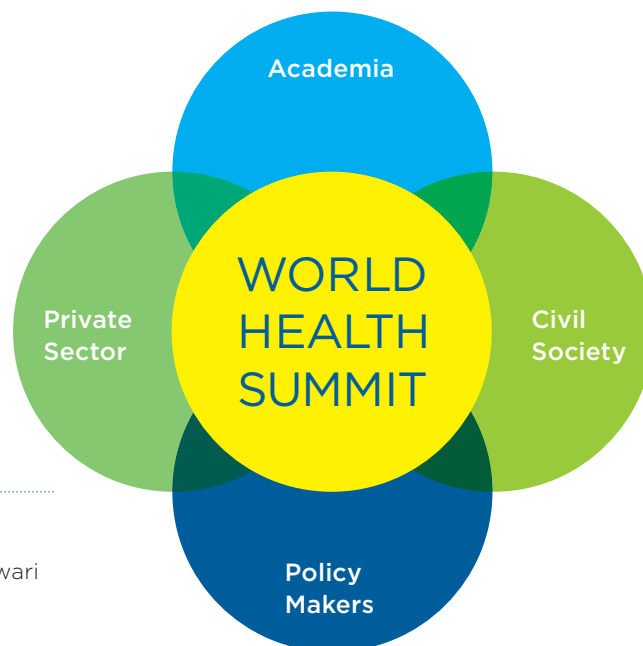 Academia
WORLD
HEALTH
SUMMIT
Private
Sector
Civil
Society
wari
Policy
Makers